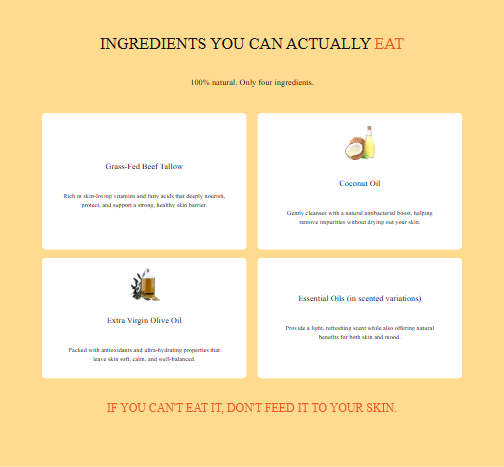 INGREDIENTS YOU CAN ACTUALLY EAT
100% natural. Only four ingredients.
Grass-Fed Beef Tallow
Rich in skin-loving vitamins and fatty acids that deeply nourish,
protect, and support a strong, healthy skin barrier.
Coconut Oil
Gently cleanses with a natural antibacterial boost, helping
remove impurities without drying out your skin.
Extra Virgin Olive Oil
Packed with antioxidants and ultra-hydrating properties that
leave skin soft, calm, and well-balanced.
Essential Oils (in scented variations)
Provide a light, refreshing scent while also offering natural
benefits for both skin and mood.
IF YOU CAN'T EAT IT, DON'T FEED IT TO YOUR SKIN.